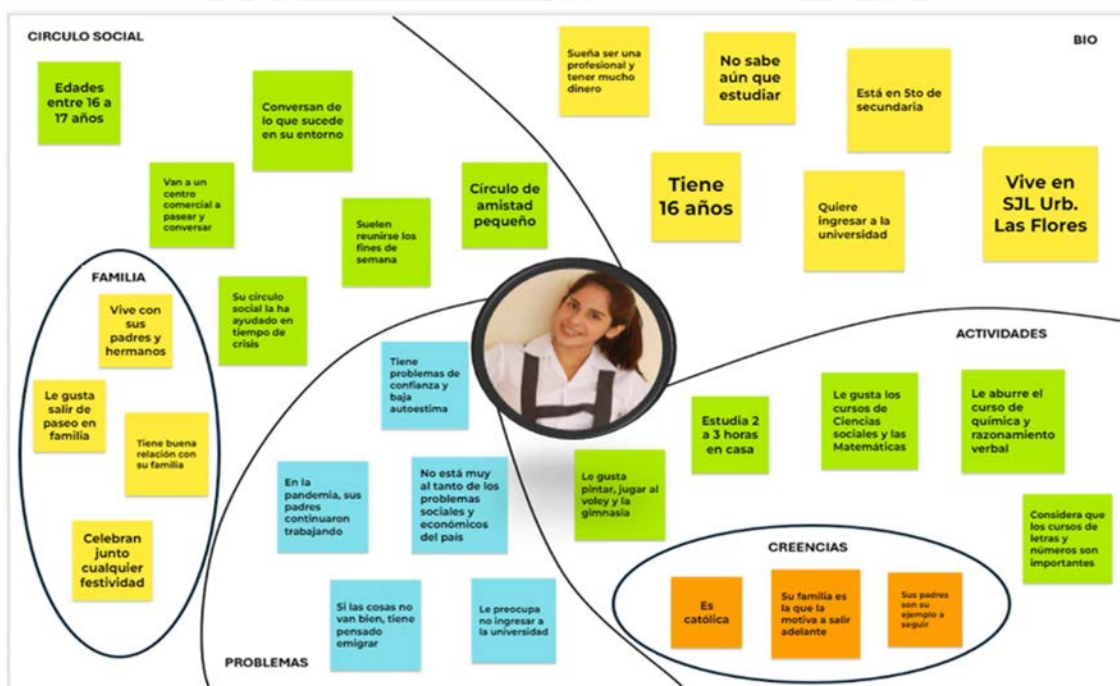 CIRCULO SOCIAL
Edades
entre 16 a
17 años
Conversan de
lo que sucede
en su entorno
Van a un
centro
comercial a
pasear y
conversar
Suelen
reunirse los
fines de
semana
Círculo de
amistad
pequeño
Su círculo
social la ha
ayudado en
tiempo de
crisis
BIO
Sueña ser una
profesional y
tener mucho
dinero
No sabe
aún que
estudiar
Está en 5to de
secundaria
Tiene
16 años
Quiere
ingresar a la
universidad
Vive en
SJL Urb.
Las Flores
FAMILIA
Vive con
sus
padres y
hermanos
Le gusta
salir de
paseo en
familia
Tiene buena
relación con
su familia
Celebran
junto
cualquier
festividad
Tiene
problemas de
confianza y
baja
autoestima
En la
pandemia, sus
padres
continuaron
trabajando
No está muy
al tanto de los
problemas
sociales y
económicos
del país
Si las cosas no
van bien, tiene
pensado
emigrar
Le preocupa
no ingresar a
la universidad
PROBLEMAS
ACTIVIDADES
Estudia 2
a 3 horas
en casa
Le gusta los
cursos de
Ciencias
sociales y las
Matemáticas
Le aburre el
curso de
química y
razonamiento
verbal
Le gusta
pintar, jugar al
voley y la
gimnasia
Considera que
los cursos de
letras y
números son
importantes
CREENCIAS
Es
católica
Su familia es
la que la
motiva a salir
adelante
Sus padres
son su
ejemplo a
seguir